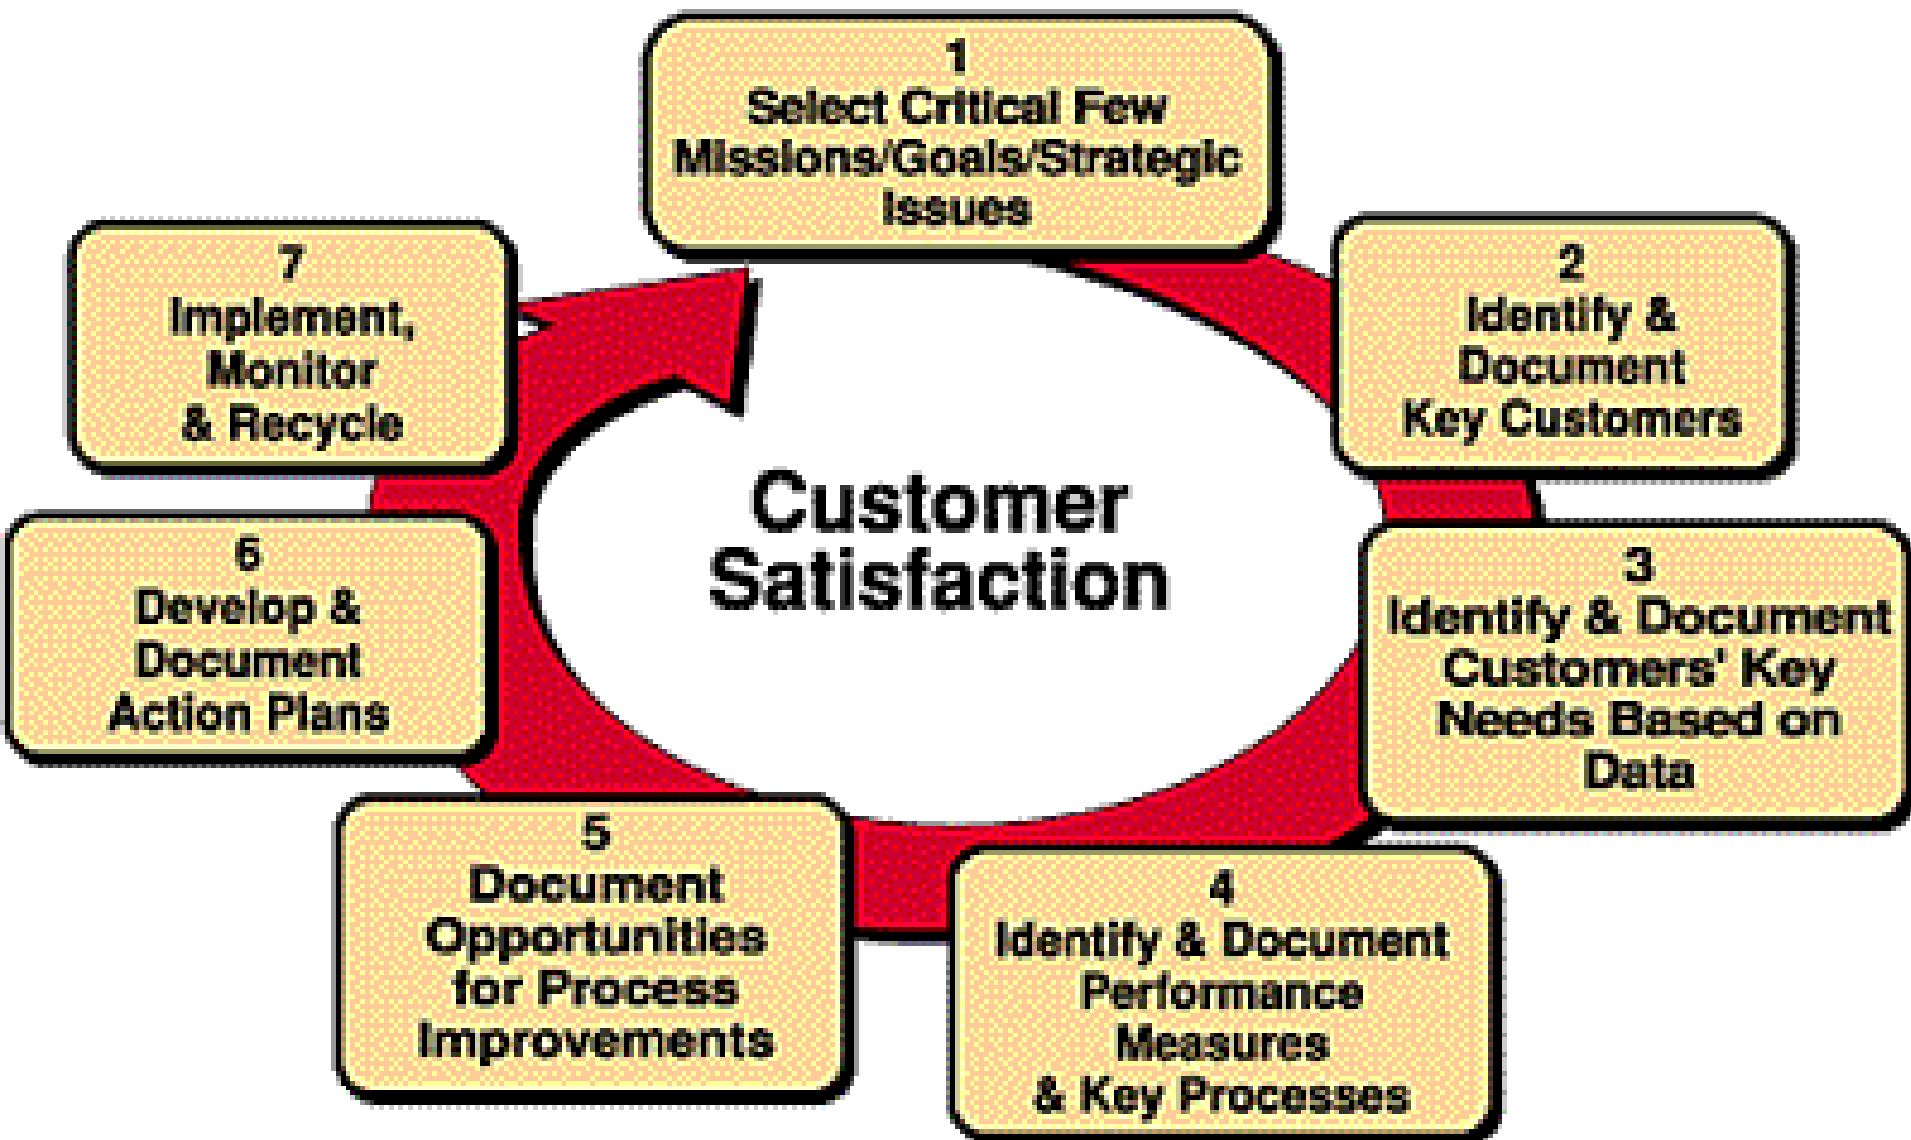 1
Select Critical Few
Missions/Goals/Strategic
Issues
2
Identify &
Document
Key Customers
3
Identify & Document
Customers' Key
Needs Based on
Data
4
Identify & Document
Performance
Measures
& Key Processes
5
Document
Opportunities
for Process
Improvements
6
Develop &
Document
Action Plans
7
Implement,
Monitor
& Recycle
Customer
Satisfaction